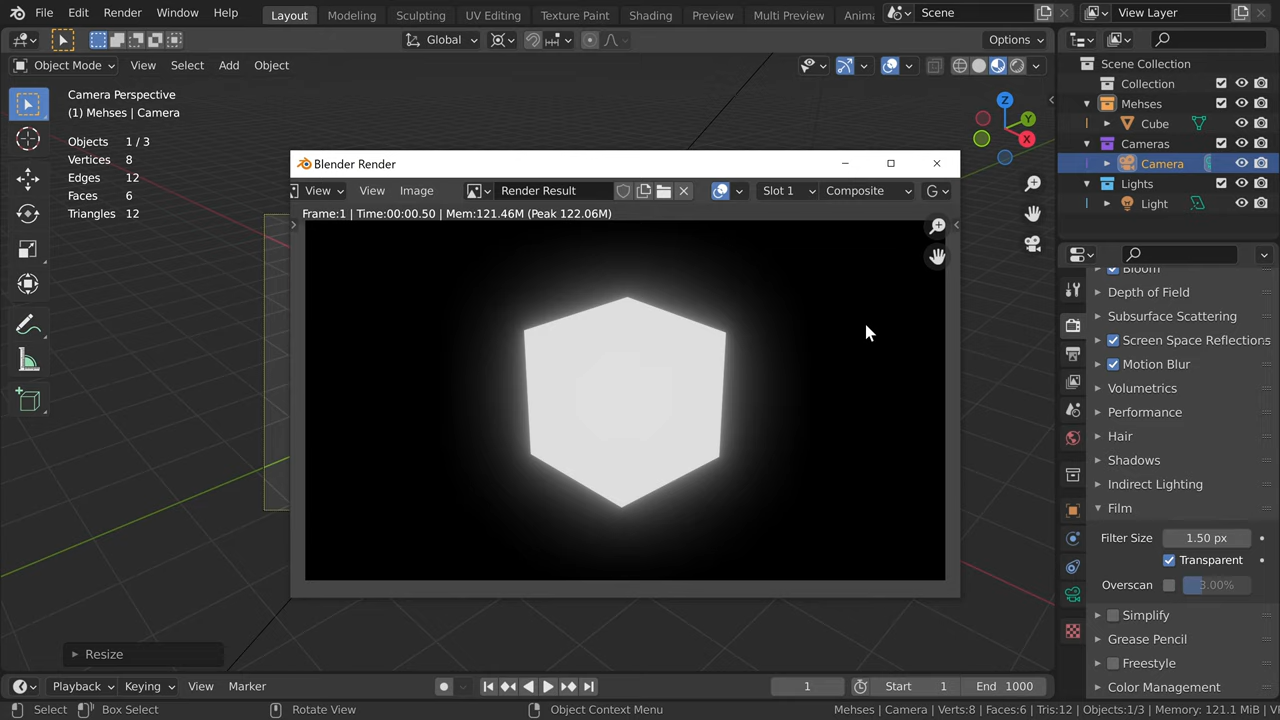 File Edit Render Window Help Layout Modeling Sculpting UV Editing Texture Paint Shading Preview Multi Preview Anima Scene View Layer
Global Options
Object Mode View Select Add Object
Scene Collection
Camera Perspective
(1) Mehses | Camera
Objects 1 / 3
Vertices 8
Edges 12
Faces 6
Triangles 12
Z
Y
X
Collection
Mehses
Cube
Cameras
Camera
Lights
Light
Blender Render
View View Image Render Result Slot 1 Composite
Frame:1 | Time:00:00.50 | Mem:121.46M (Peak 122.06M)
Bloom
Depth of Field
Subsurface Scattering
Screen Space Reflections
Motion Blur
Volumetrics
Performance
Hair
Shadows
Indirect Lighting
Film
Filter Size 1.50 px
Transparent
Overscan 3.00%
Simplify
Grease Pencil
Freestyle
Color Management
Resize
Playback Keying View Marker 1 Start 1 End 1000
Select Box Select Rotate View Object Context Menu Mehses | Camera | Verts:8 | Faces:6 | Tris:12 | Objects:1/3 | Memory: 121.1 MiB | V